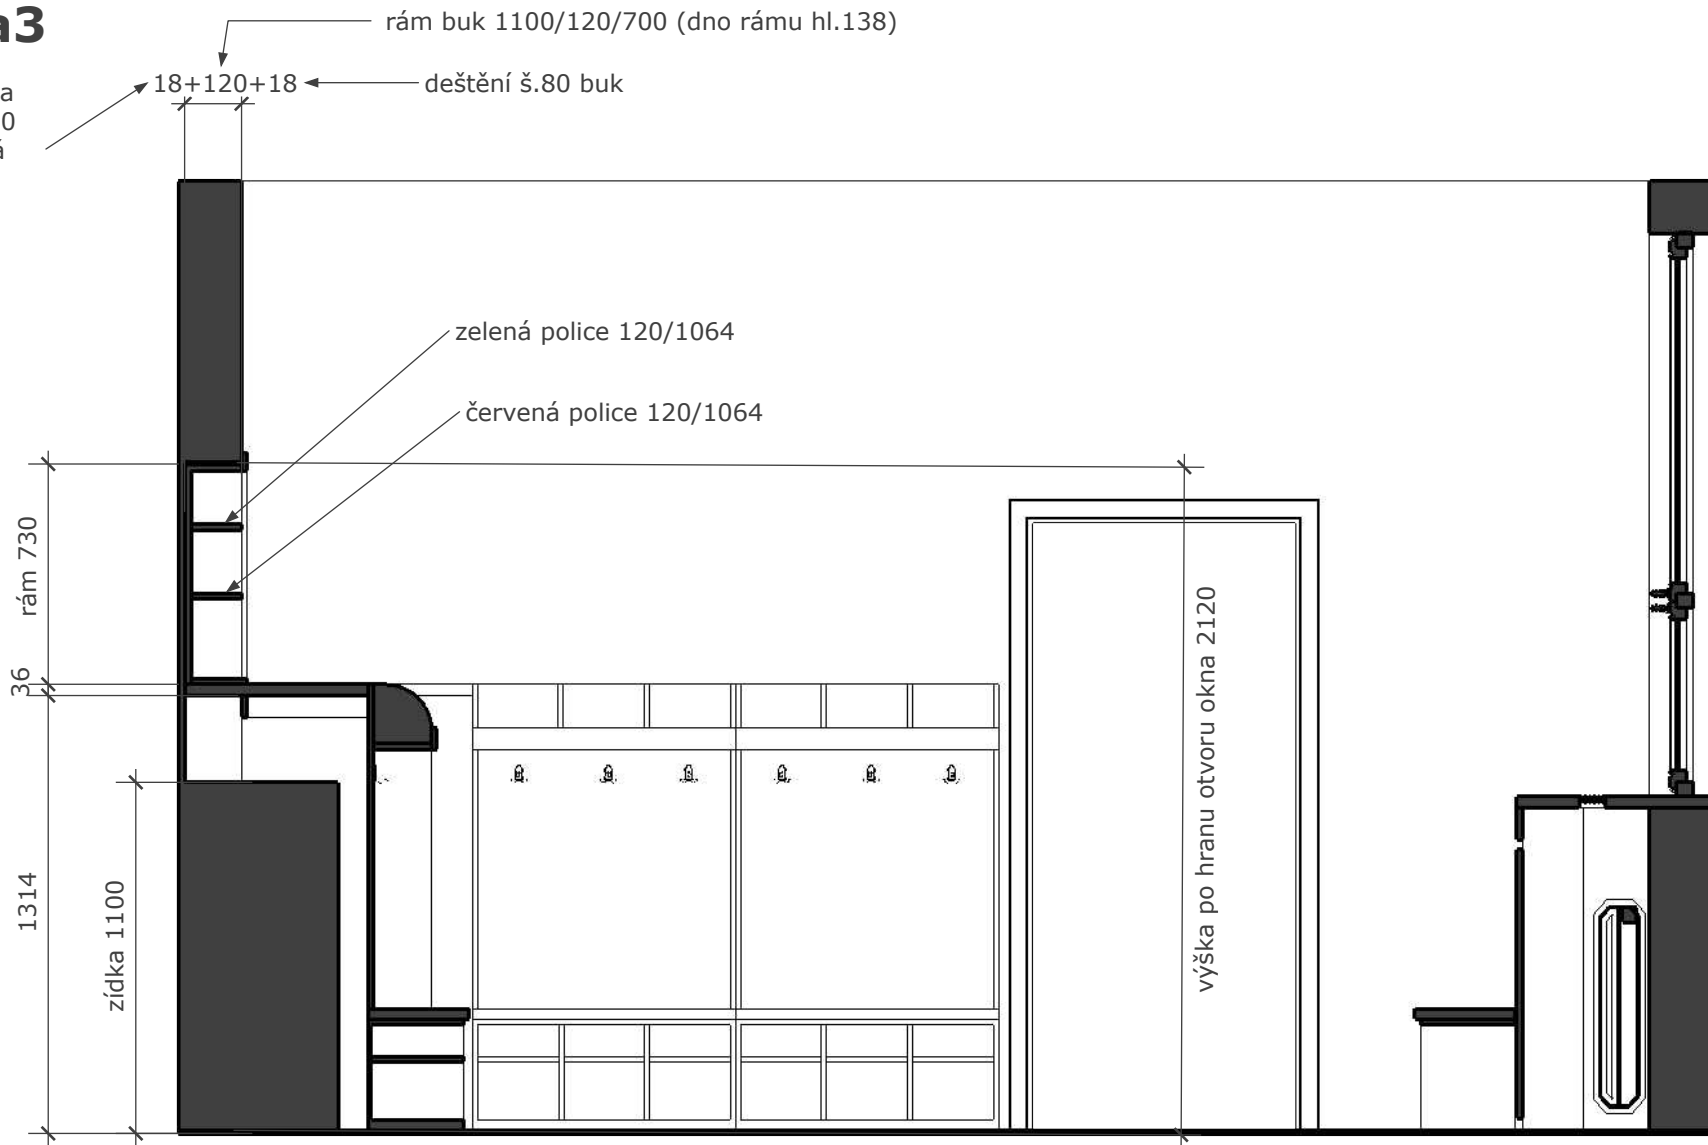 a3
rám buk 1100/120/700 (dno rámu hl.138)
18+120+18
deštění š.80 buk
a
0
á
zelená police 120/1064
červená police 120/1064
rám 730
36
1314
zídka 1100
výška po hranu otvoru okna 2120